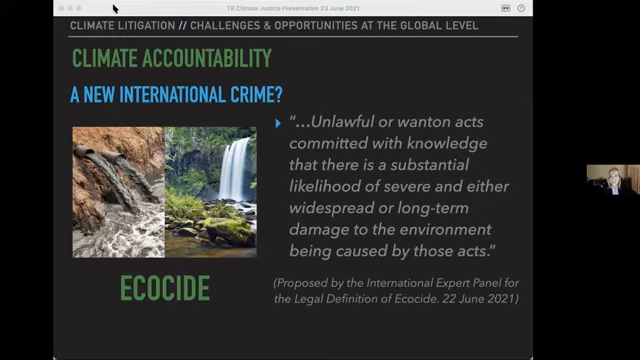 TR Climate Justice Presentation 23 June 2021
CLIMATE LITIGATION // CHALLENGES & OPPORTUNITIES AT THE GLOBAL LEVEL
CLIMATE ACCOUNTABILITY
A NEW INTERNATIONAL CRIME?
"...Unlawful or wanton acts
committed with knowledge
that there is a substantial
likelihood of severe and either
widespread or long-term
damage to the environment
being caused by those acts."
ECOCIDE
(Proposed by the International Expert Panel for
the Legal Definition of Ecocide. 22 June 2021)